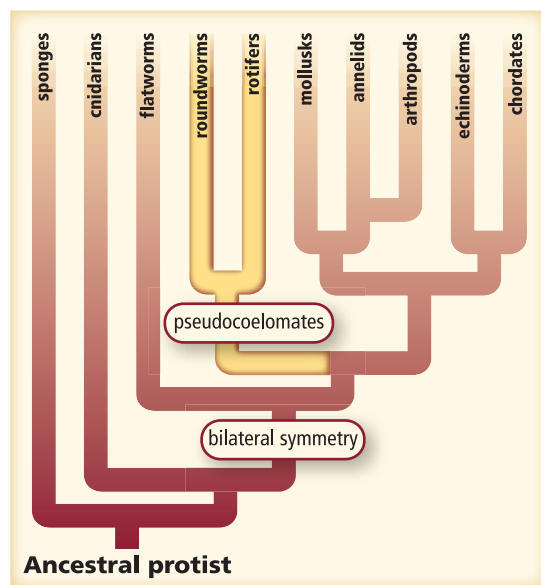 sponges
cnidarians
flatworms
roundworms
rotifers
mollusks
annelids
arthropods
echinoderms
chordates
pseudocoelomates
bilateral symmetry
Ancestral protist